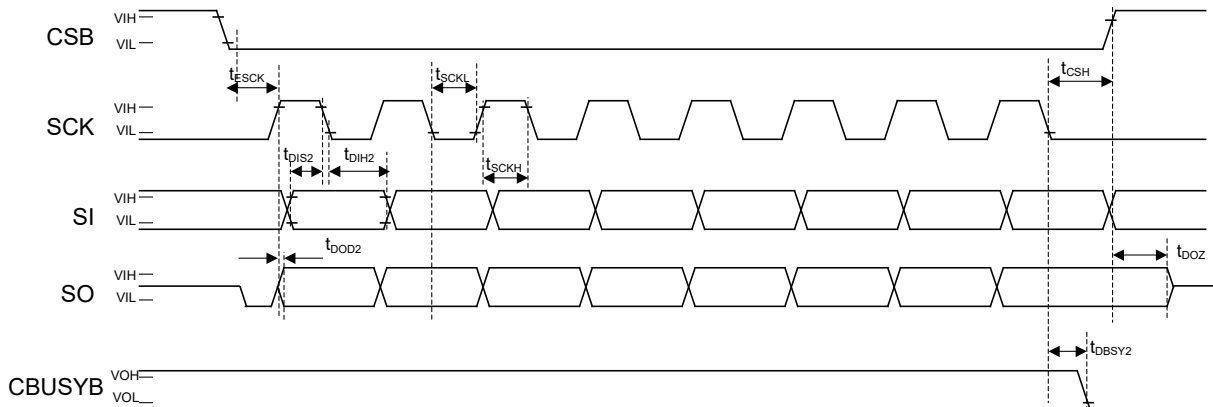 VIH
CSB
VIL
tESCK
tSCKL
tCSH
VIH
SCK
VIL
tDIS2
tDIH2
tSCKH
VIH
SI
VIL
tDOD2
tDOZ
VIH
SO
VIL
tDBSY2
VOH
CBUSYB
VOL